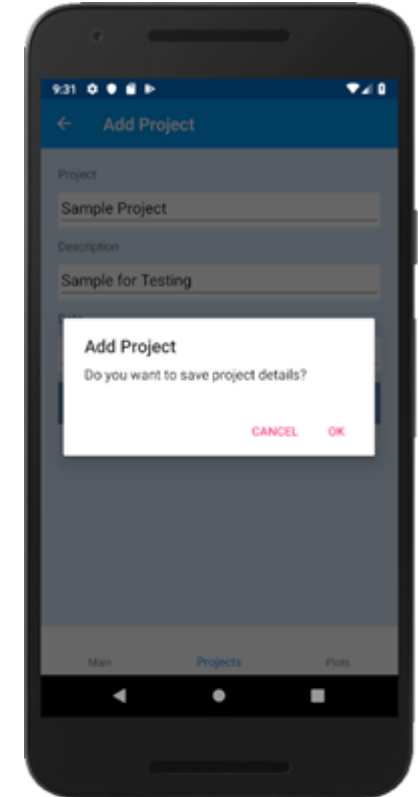 9:31
Add Project
Project
Sample Project
Description
Sample for Testing
Add Project
Do you want to save project details?
CANCEL OK
Main Projects Plots